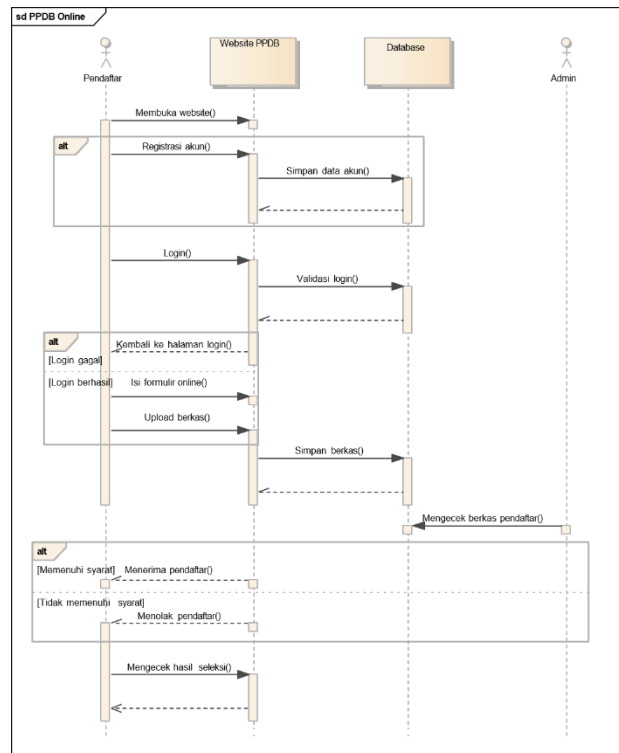 sd PPDB Online
Pendaftar
Website PPDB
Database
Admin
Membuka website()
alt
Registrasi akun()
Simpan data akun()
Login()
Validasi login()
alt
Kembali ke halaman login()
[Login gagal]
[Login berhasil]
Isi formulir online()
Upload berkas()
Simpan berkas()
Mengecek berkas pendaftar()
alt
[Memenuhi syarat]
Menerima pendaftar()
[Tidak memenuhi syarat]
Menolak pendaftar()
Mengecek hasil seleksi()